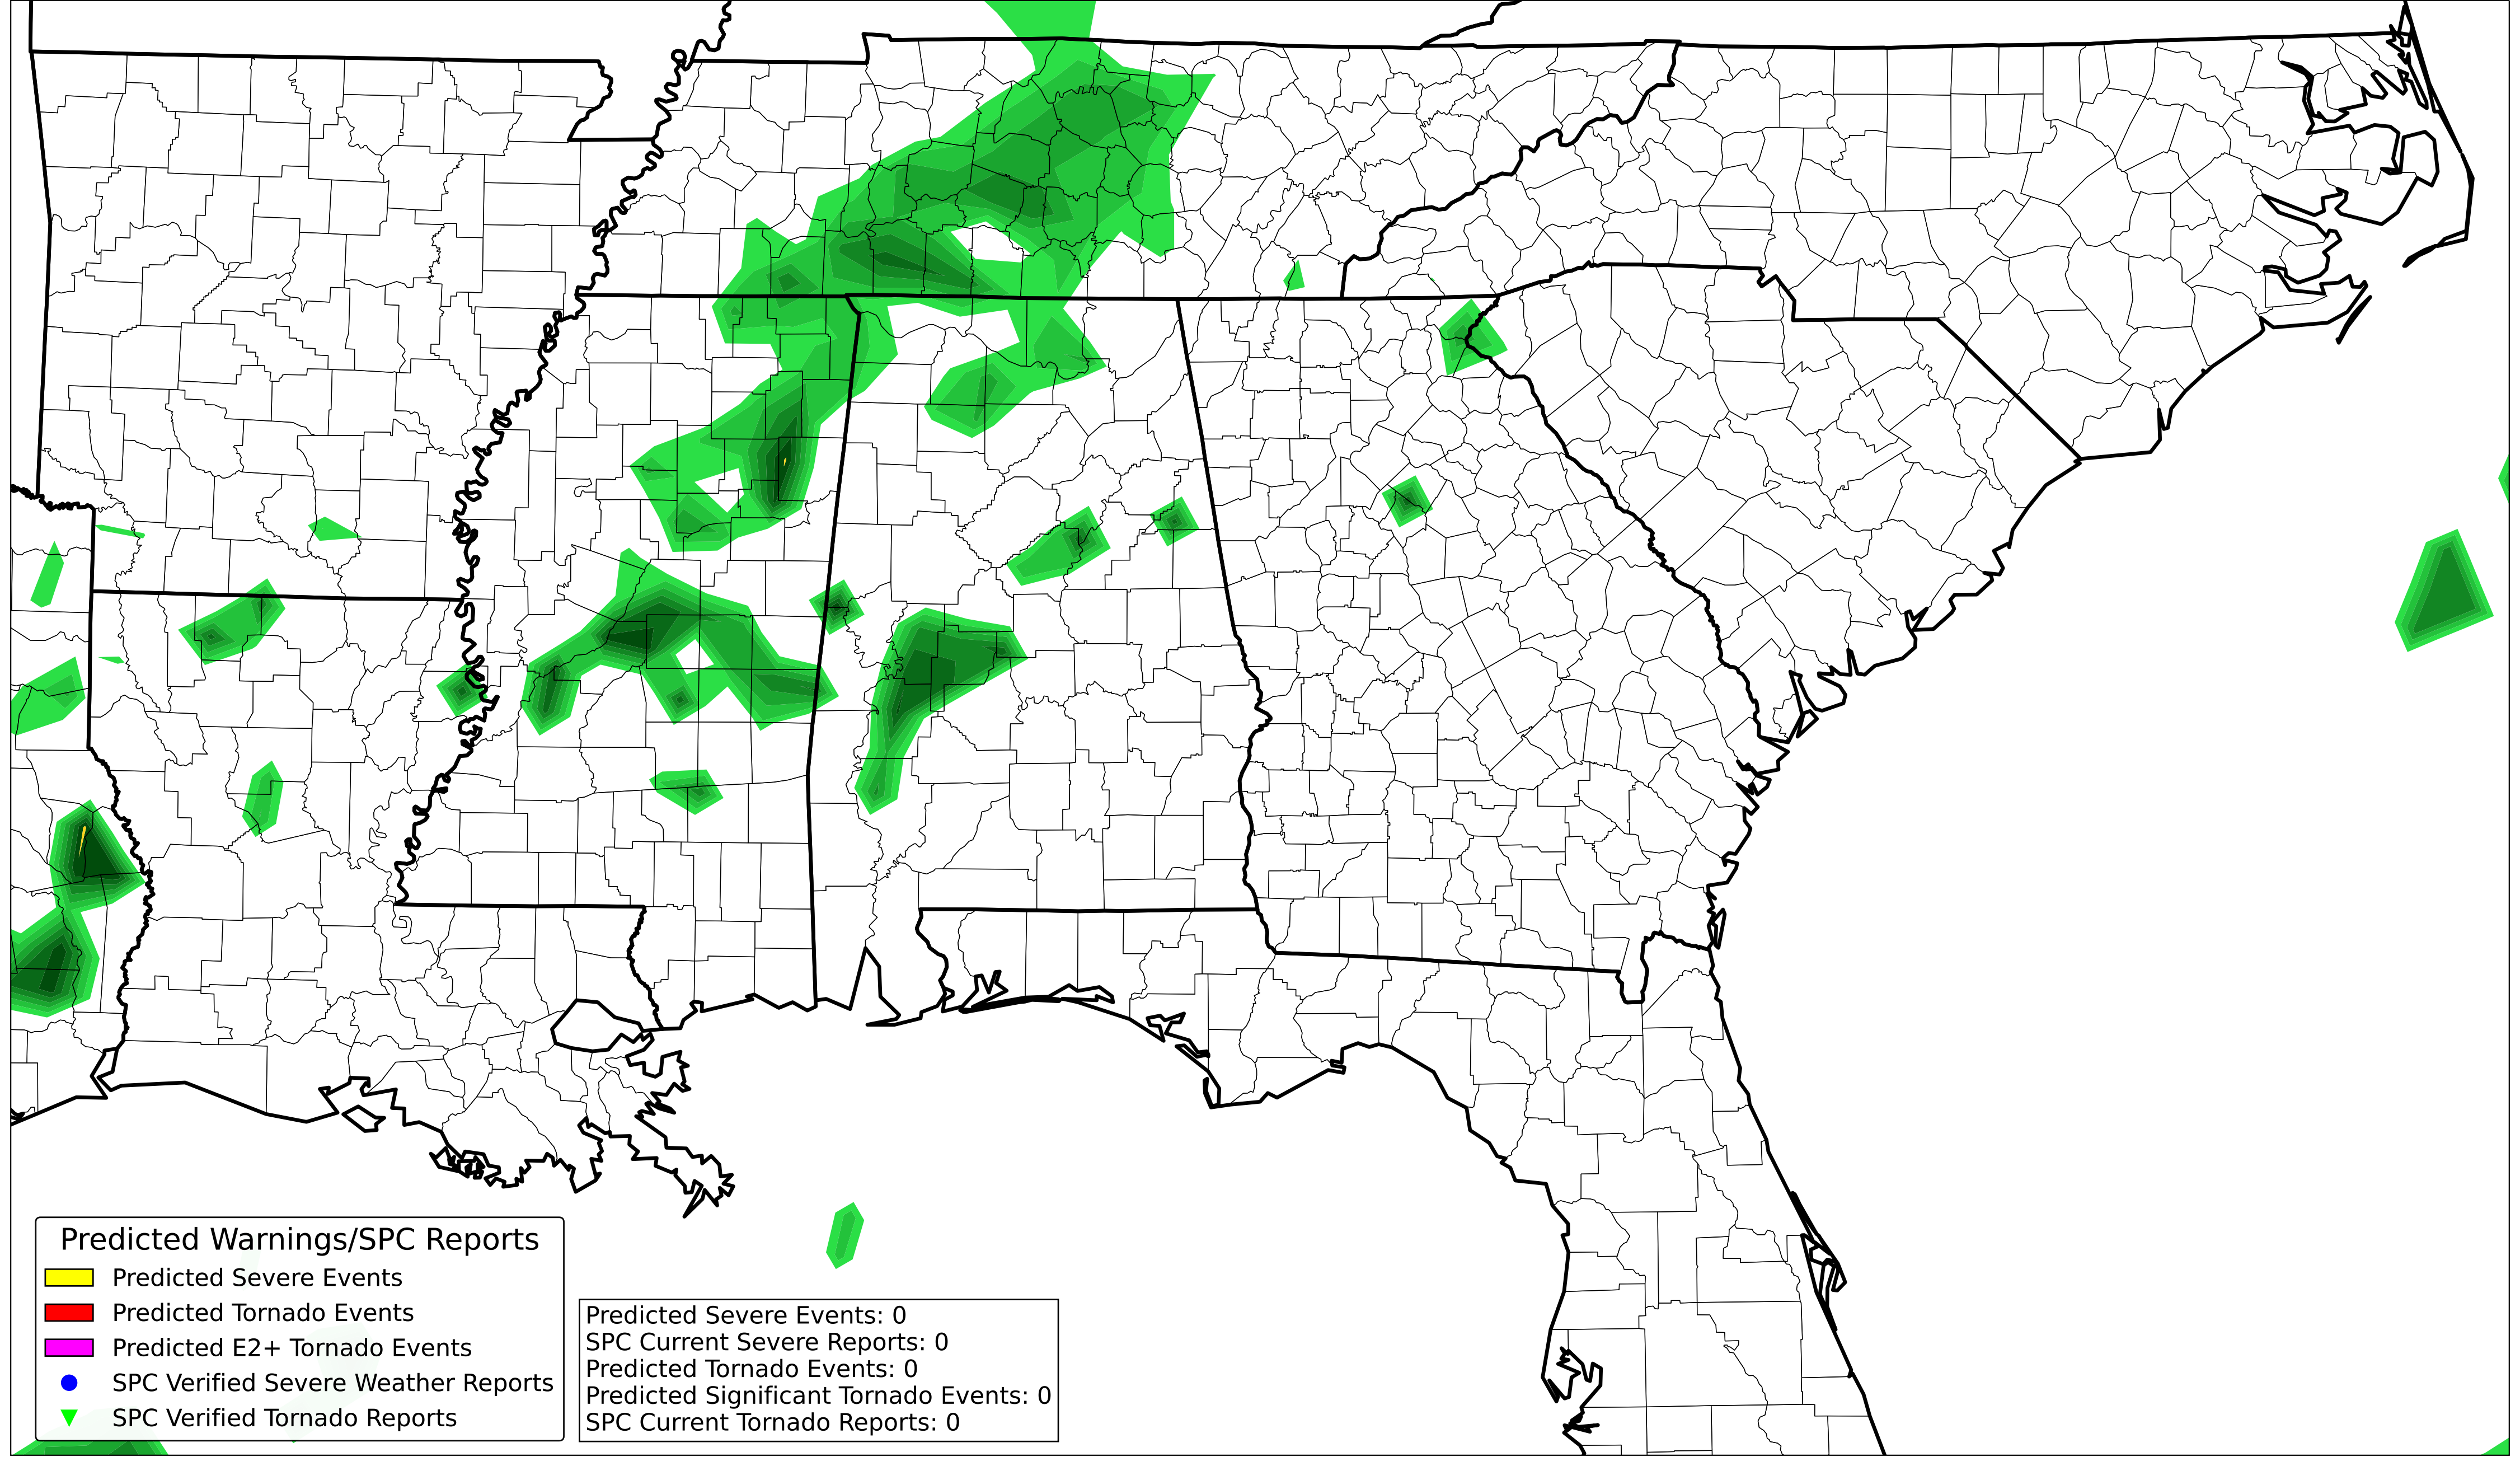 Predicted Warnings/SPC Reports
Predicted Severe Events
Predicted Tornado Events
Predicted E2+ Tornado Events
SPC Verified Severe Weather Reports
SPC Verified Tornado Reports
Predicted Severe Events: 0
SPC Current Severe Reports: 0
Predicted Tornado Events: 0
Predicted Significant Tornado Events: 0
SPC Current Tornado Reports: 0